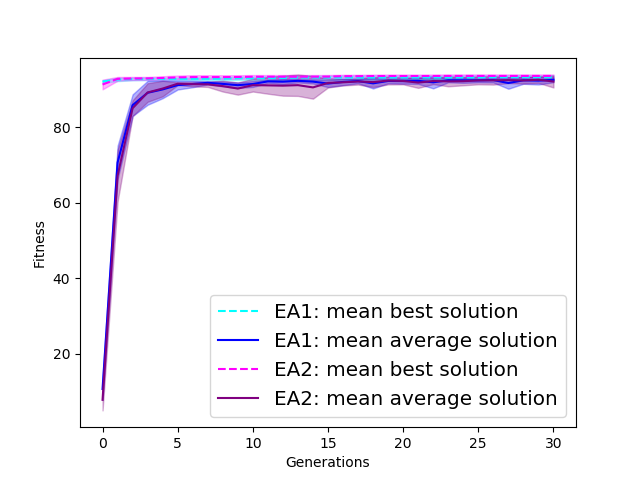 80
60
40
20
Fitness
EA1: mean best solution
EA1: mean average solution
EA2: mean best solution
EA2: mean average solution
0 5 10 15 20 25 30
Generations